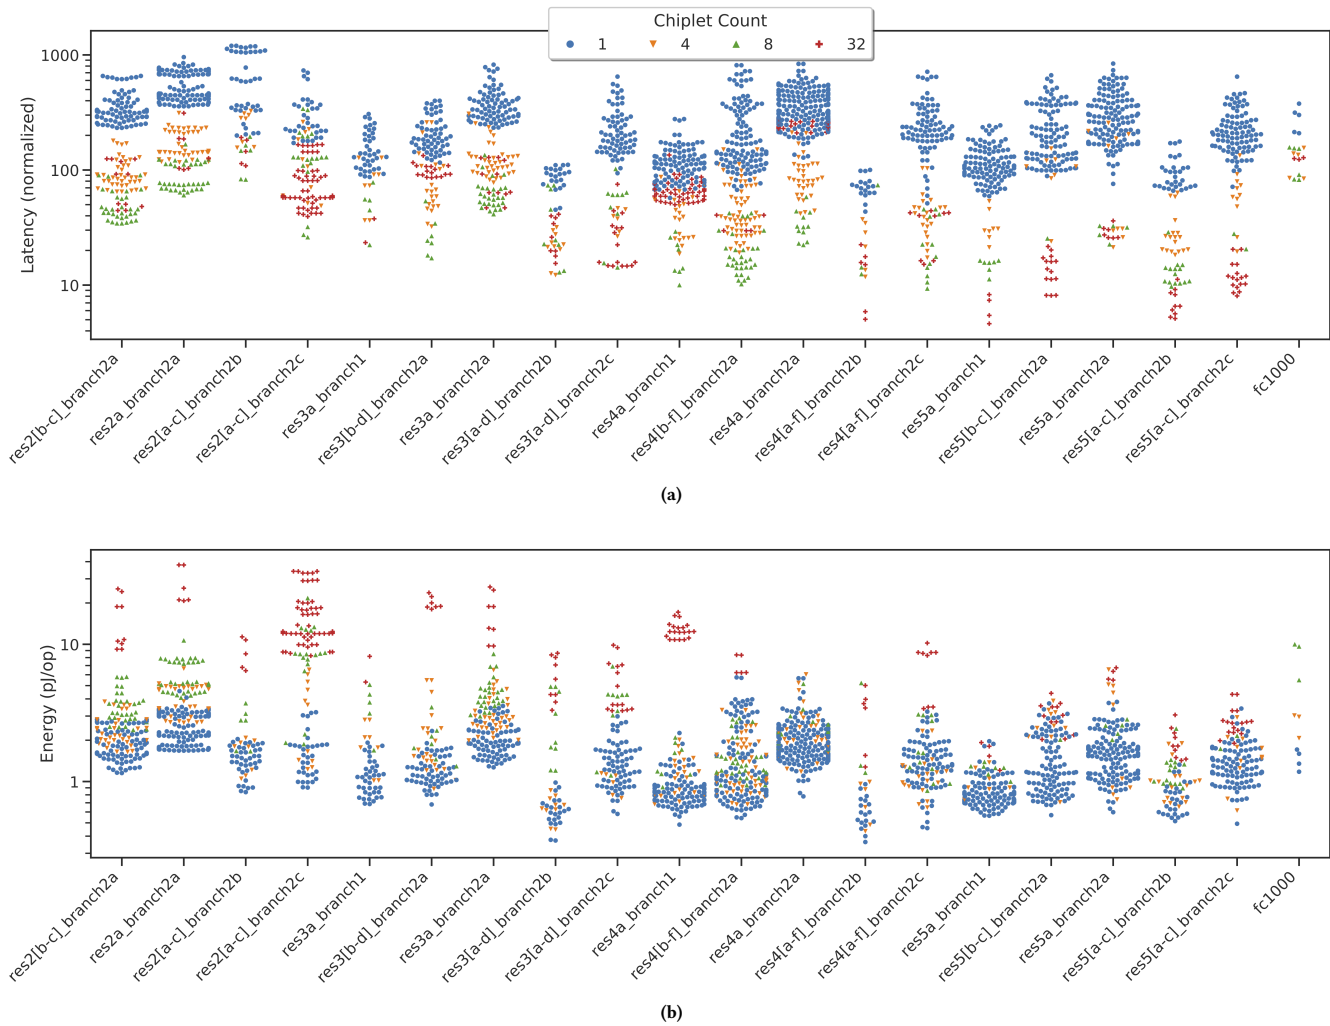 Chiplet Count
1 4 8 32
Latency (normalized)
1000
100
10
res2[b-c]_branch2a
res2a_branch2a
res2[a-c]_branch2b
res2[a-c]_branch2c
res3a_branch1
res3[b-d]_branch2a
res3a_branch2a
res3[a-d]_branch2b
res3[a-d]_branch2c
res4a_branch1
res4[b-f]_branch2a
res4a_branch2a
res4[a-f]_branch2b
res4[a-f]_branch2c
res5a_branch1
res5[b-c]_branch2a
res5a_branch2a
res5[a-c]_branch2b
res5[a-c]_branch2c
fc1000
(a)
Energy (pJ/op)
10
1
res2[b-c]_branch2a
res2a_branch2a
res2[a-c]_branch2b
res2[a-c]_branch2c
res3a_branch1
res3[b-d]_branch2a
res3a_branch2a
res3[a-d]_branch2b
res3[a-d]_branch2c
res4a_branch1
res4[b-f]_branch2a
res4a_branch2a
res4[a-f]_branch2b
res4[a-f]_branch2c
res5a_branch1
res5[b-c]_branch2a
res5a_branch2a
res5[a-c]_branch2b
res5[a-c]_branch2c
fc1000
(b)